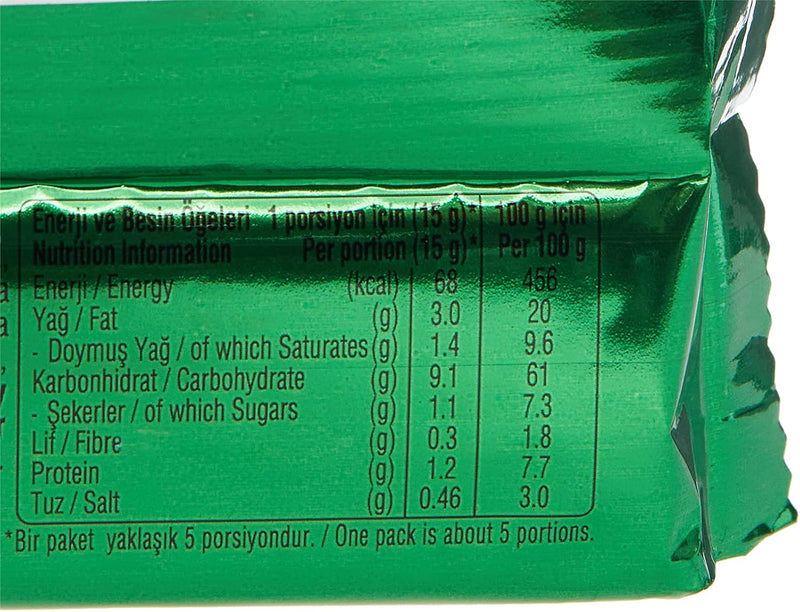 Enerji ve Besin Öğeleri 1 porsiyon için (15 g)* 100 g için
Nutrition Information Per portion (15 g)* Per 100 g
Enerji / Energy (kcal) 68 456
Yağ / Fat (g) 3.0 20
- Doymuş Yağ / of which Saturates (g) 1.4 9.6
Karbonhidrat / Carbohydrate (g) 9.1 61
- Şekerler / of which Sugars (g) 1.1 7.3
Lif / Fibre (g) 0.3 1.8
Protein (g) 1.2 7.7
Tuz / Salt (g) 0.46 3.0
*Bir paket yaklaşık 5 porsiyondur. / One pack is about 5 portions.